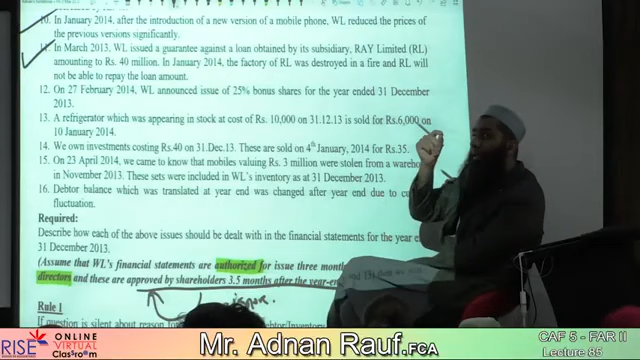 10. In January 2014, after the introduction of a new version of a mobile phone, WL reduced the prices of
the previous versions significantly.
11. In March 2013, WL issued a guarantee against a loan obtained by its subsidiary, RAY Limited (RL)
amounting to Rs. 40 million. In January 2014, the factory of RL was destroyed in a fire and RL will
not be able to repay the loan amount.
12. On 27 February 2014, WL announced issue of 25% bonus shares for the year ended 31 December
2013.
13. A refrigerator which was appearing in stock at cost of Rs. 10,000 on 31.12.13 is sold for Rs.6,000 on
10 January 2014.
14. We own investments costing Rs.40 on 31.Dec.13. These are sold on 4th January, 2014 for Rs.35.
15. On 23 April 2014, we came to know that mobiles valuing Rs. 3 million were stolen from a
in November 2013. These sets were included in WL's inventory as at 31 December 2013.
16. Debtor balance which was translated at year end was changed after year end due to
fluctuation.
Required:
Describe how each of the above issues should be dealt with in the financial statements for the year
31 December 2013.
(Assume that WL's financial statements are authorized for issue three
directors and these are approved by shareholders 3.5 months after the
ignore.
Rule 1
If question is silent about reason
RISE ONLINE
VIRTUAL
Classroom
Mr. Adnan Rauf.FCA
CAF 5 - FAR II
Lecture 85